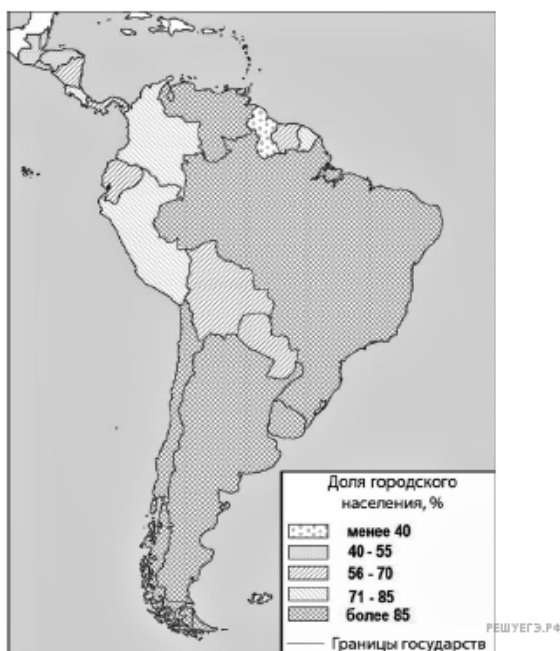 Доля городского
населения, %
менее 40
40 - 55
56 - 70
71 - 85
более 85
Границы государств
РЕШУЕГЭ.РФ